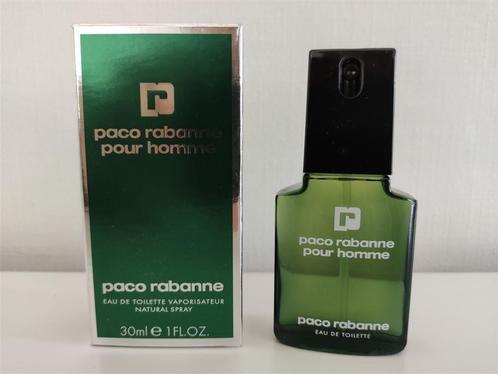 paco rabanne
pour homme
paco rabanne
EAU DE TOILETTE VAPORISATEUR
NATURAL SPRAY
30ml e 1FL.OZ.
paco rabanne
pour homme
paco rabanne
EAU DE TOILETTE